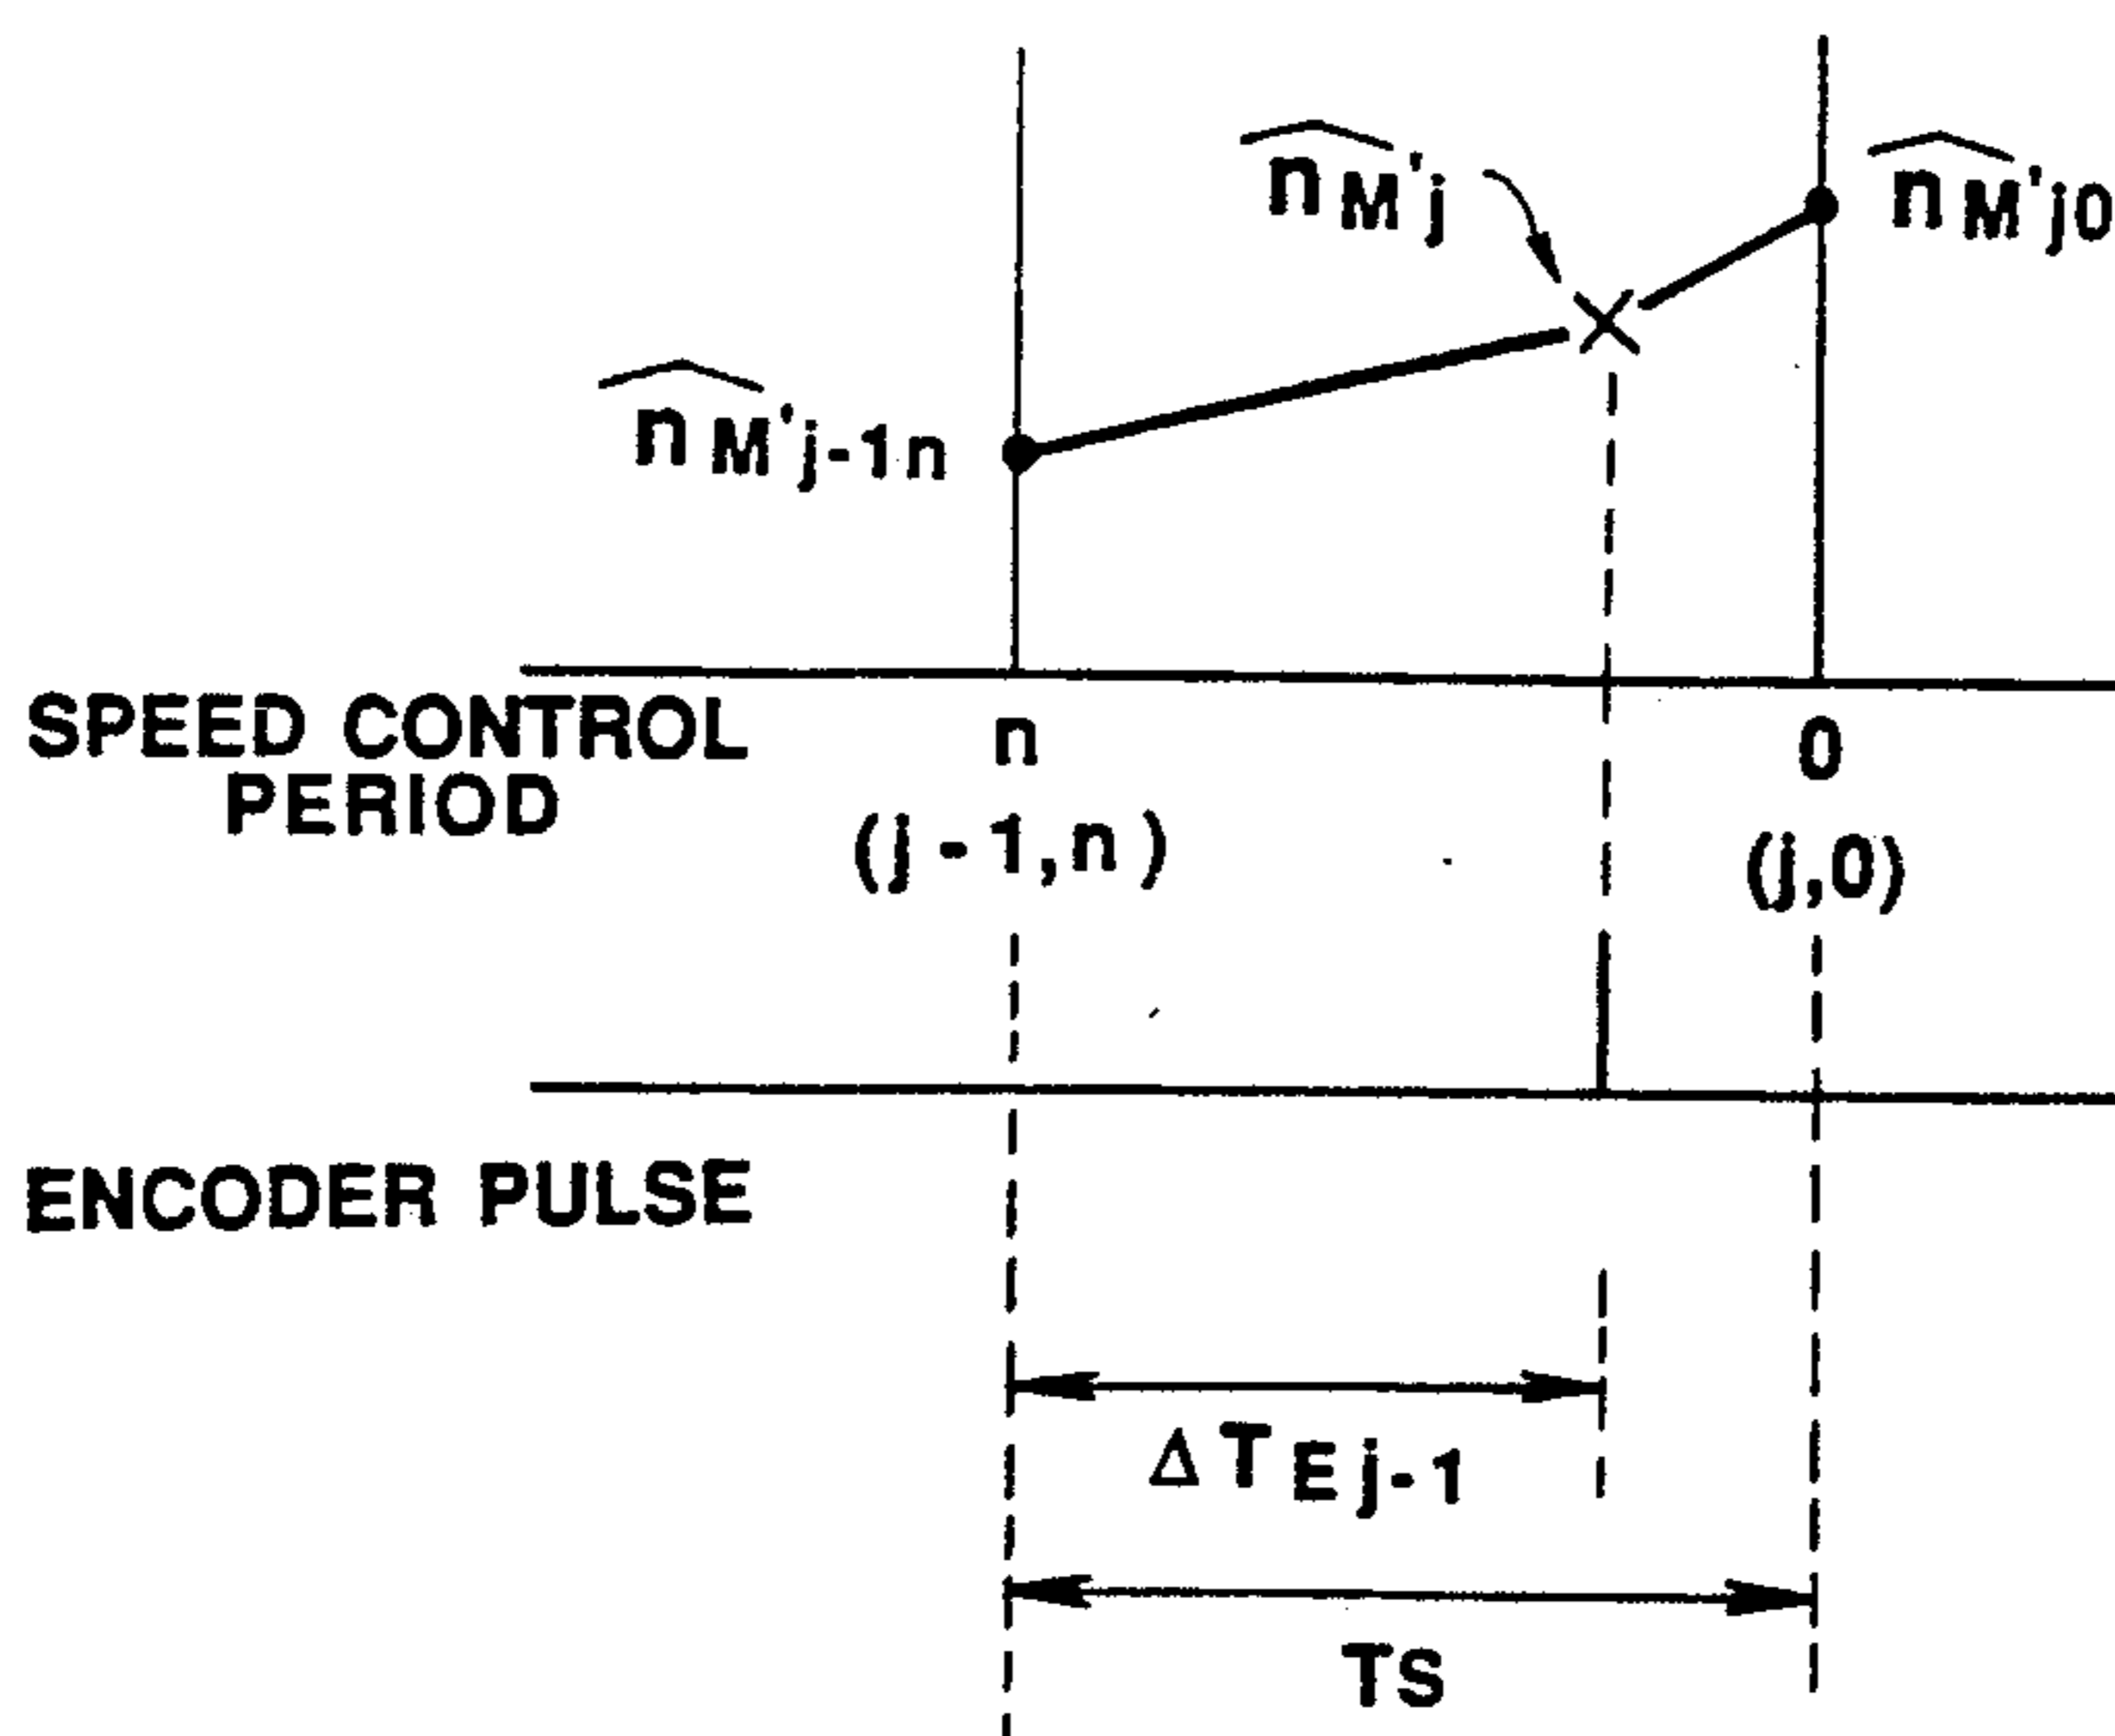 n̂M'j
n̂M'j0
n̂M'j-1n
SPEED CONTROL
PERIOD
n
0
(j-1,n)
(j,0)
ENCODER PULSE
ΔTEj-1
TS